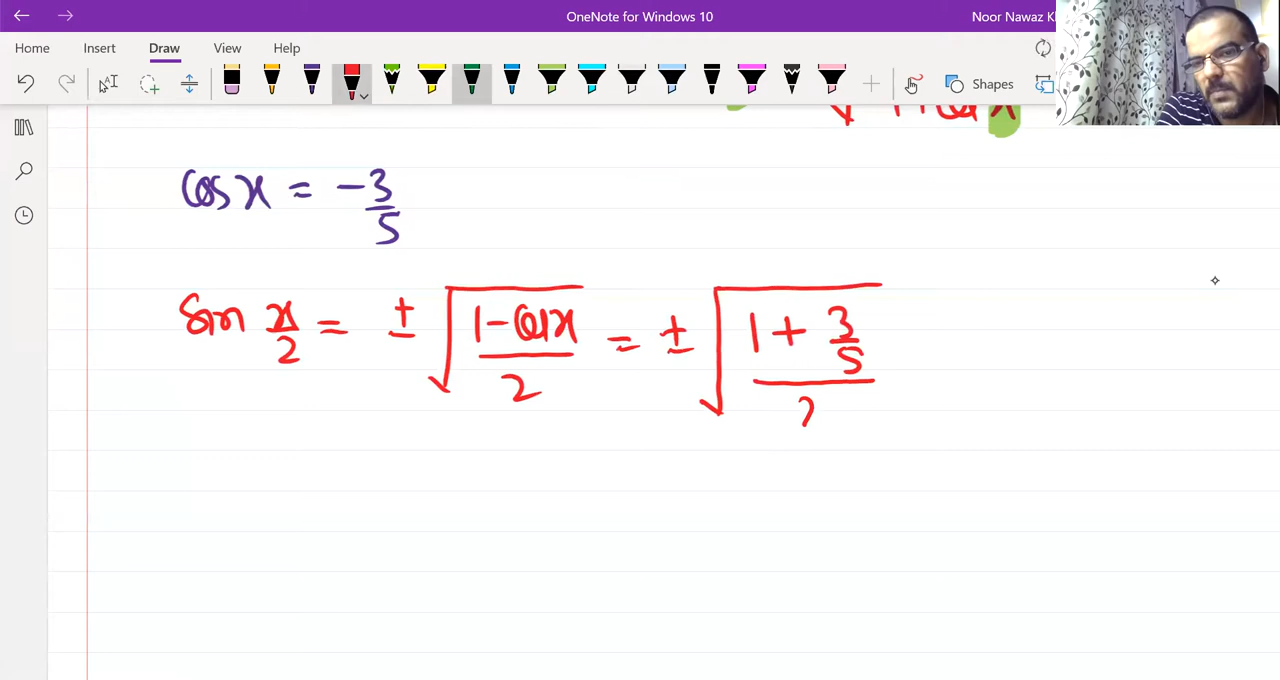 OneNote for Windows 10
Noor Nawaz
Home Insert Draw View Help
Shapes
cos x = -3/5
sin x/2 = ± √((1 - cos x)/2) = ± √((1 + 3/5)/2)